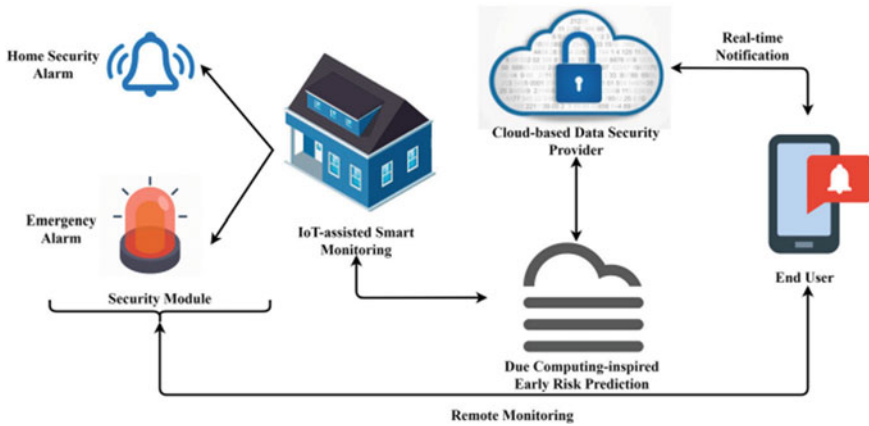 Home Security
Alarm
Emergency
Alarm
Security Module
IoT-assisted Smart
Monitoring
Cloud-based Data Security
Provider
Real-time
Notification
End User
Due Computing-inspired
Early Risk Prediction
Remote Monitoring